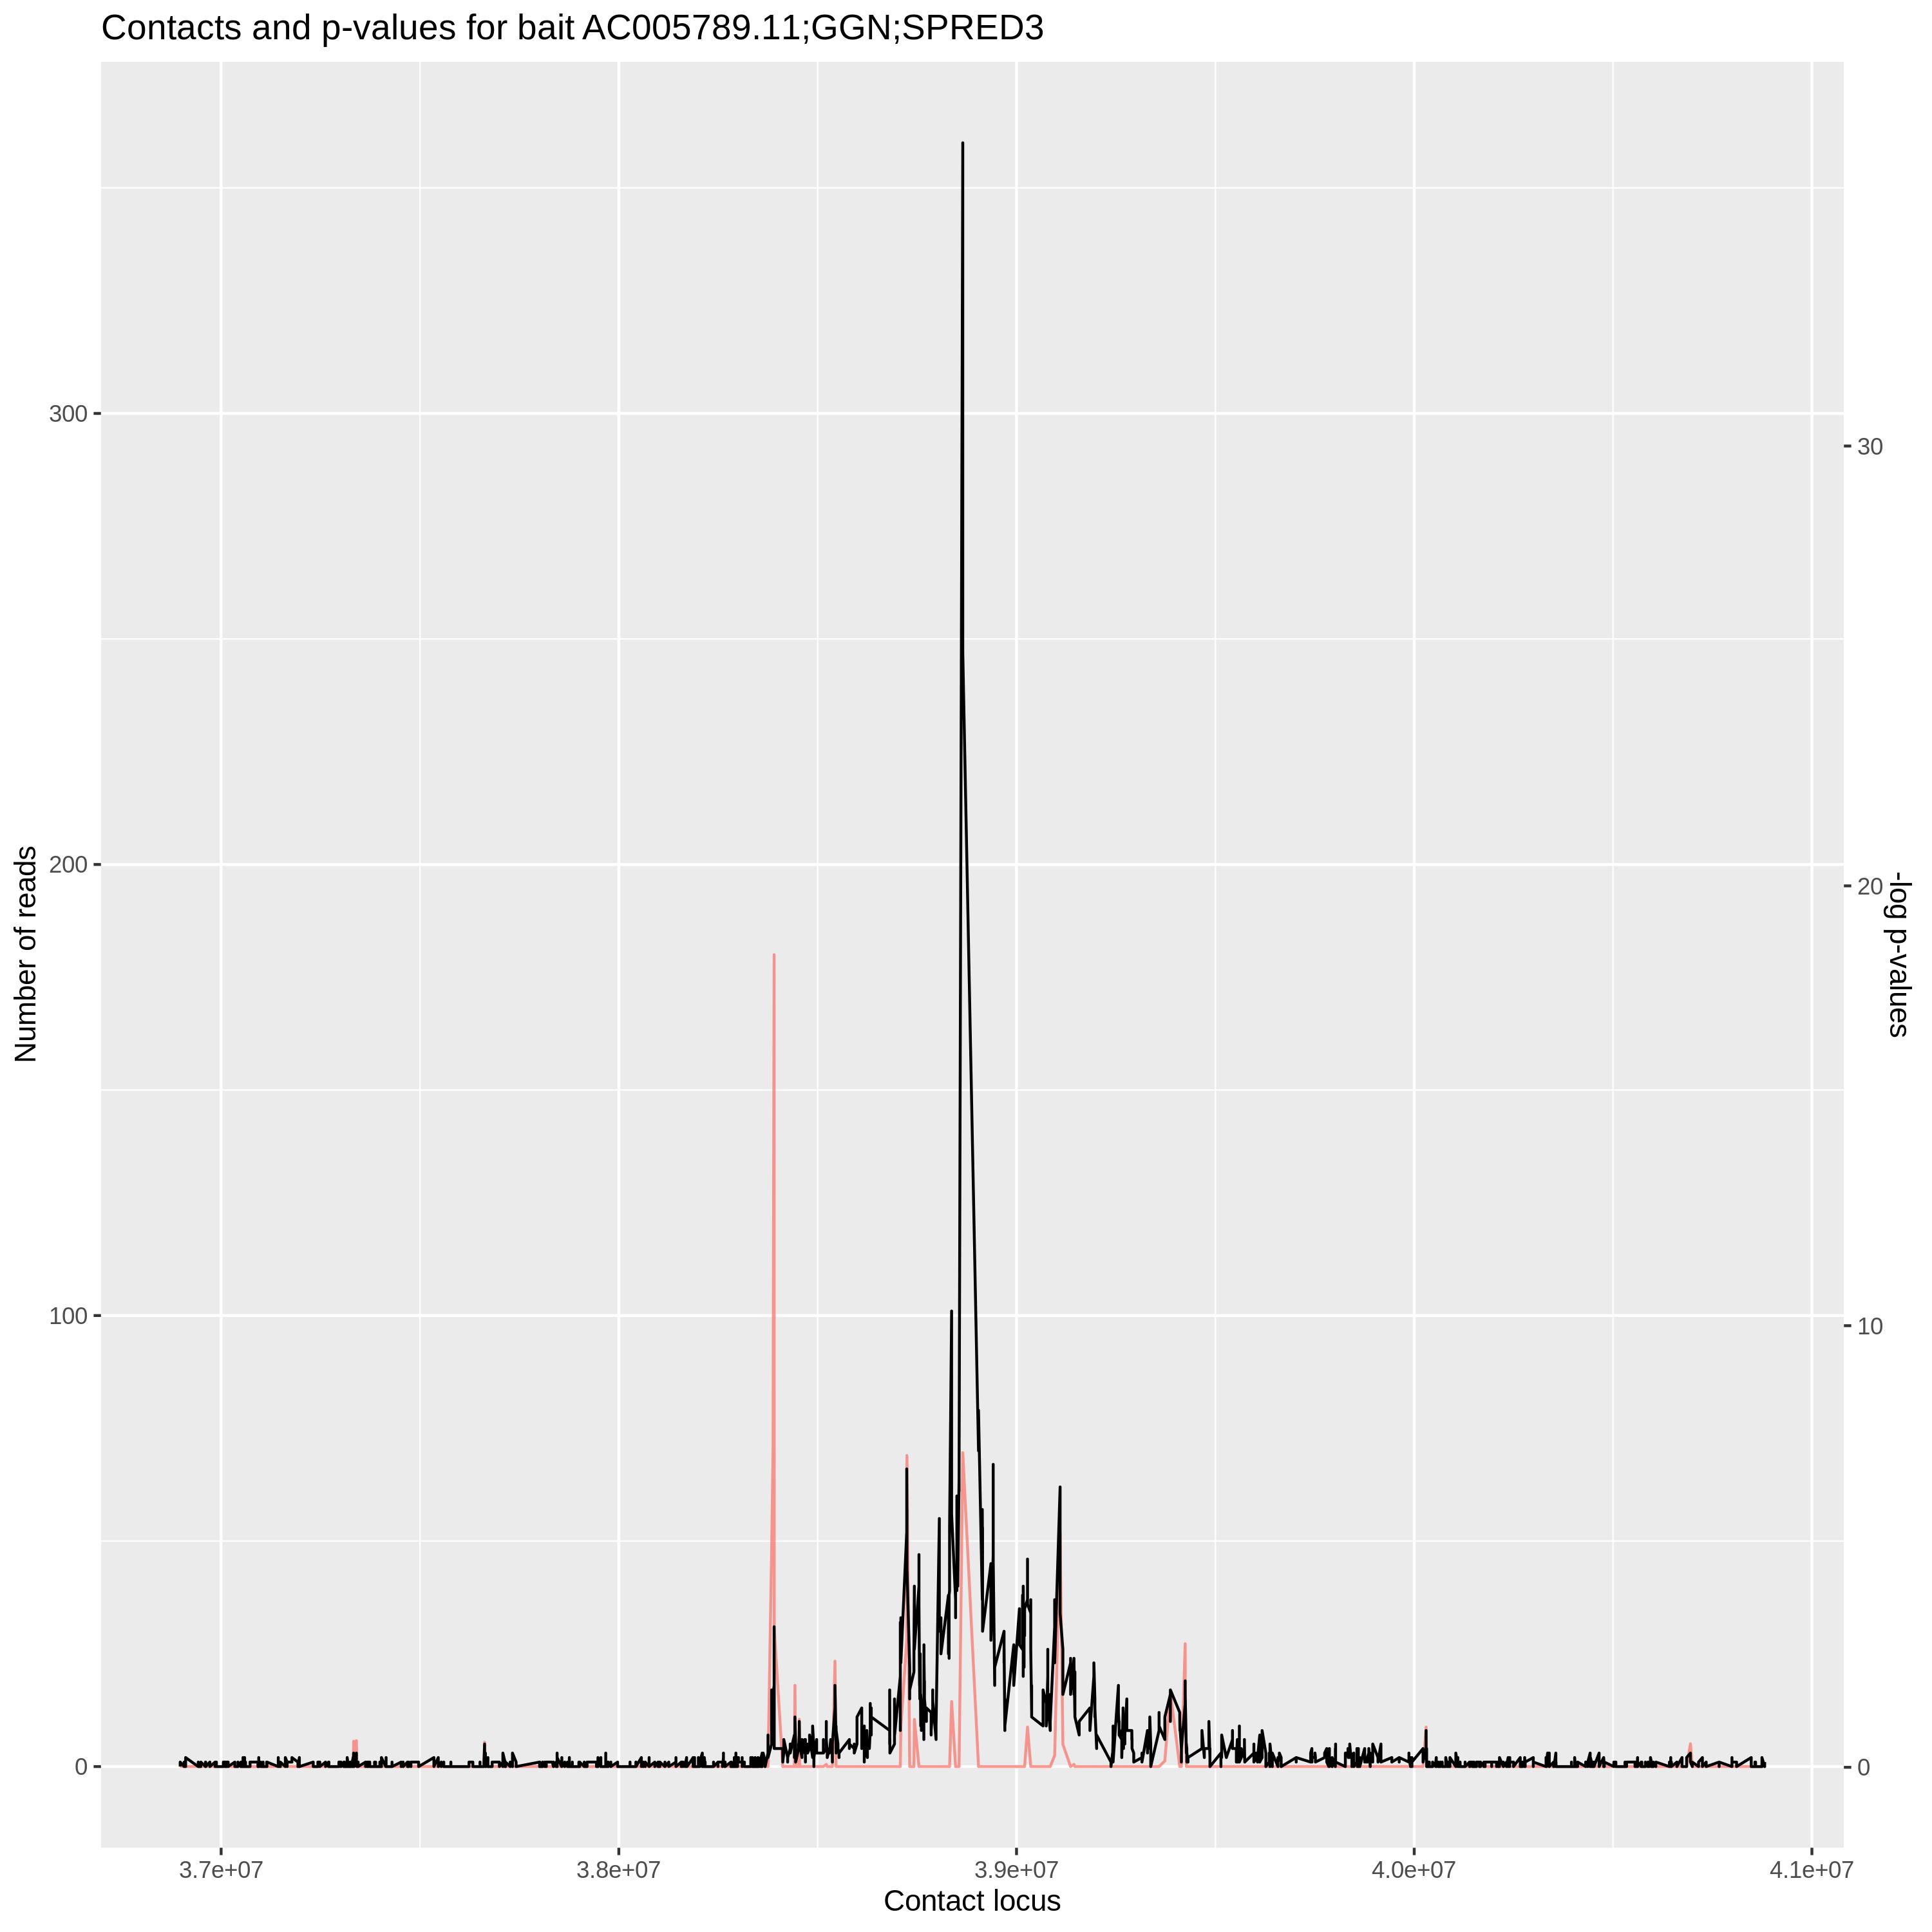 Contacts and p-values for bait AC005789.11;GGN;SPRED3
300
200
100
0
Number of reads
30
20
10
0
-log p-values
3.7e+07
3.8e+07
3.9e+07
4.0e+07
4.1e+07
Contact locus